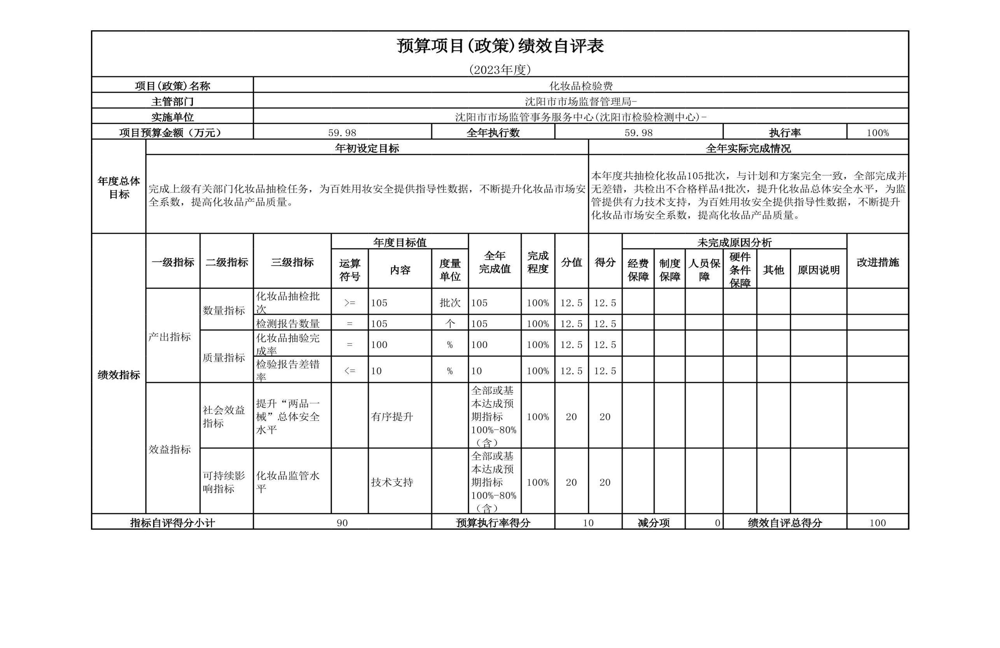 预算项目(政策)绩效自评表
(2023年度)
项目(政策)名称 化妆品检验费
主管部门 沈阳市市场监督管理局-
实施单位 沈阳市市场监管事务服务中心(沈阳市检验检测中心)-
项目预算金额（万元） 59.98 全年执行数 59.98 执行率 100%
年度总体
目标
年初设定目标
完成上级有关部门化妆品抽检任务，为百姓用妆安全提供指导性数据，不断提升化妆品市场安
全系数，提高化妆品产品质量。
全年实际完成情况
本年度共抽检化妆品105批次，与计划和方案完全一致，全部完成并
无差错，共检出不合格样品4批次，提升化妆品总体安全水平，为监
管提供有力技术支持，为百姓用妆安全提供指导性数据，不断提升
化妆品市场安全系数，提高化妆品产品质量。
绩效指标
一级指标
二级指标
三级指标
年度目标值
运算
符号
内容
度量
单位
全年
完成值
完成
程度
分值
得分
未完成原因分析
经费
保障
制度
保障
人员保
障
硬件
条件
保障
其他
原因说明
改进措施
产出指标
数量指标
化妆品抽检批
次
>= 105 批次 105 100% 12.5 12.5
检测报告数量 = 105 个 105 100% 12.5 12.5
质量指标
化妆品抽验完
成率
= 100 % 100 100% 12.5 12.5
检验报告差错
率
<= 10 % 10 100% 12.5 12.5
效益指标
社会效益
指标
提升“两品一
械”总体安全
水平
有序提升
全部或基
本达成预
期指标
100%-80%
（含）
100% 20 20
可持续影
响指标
化妆品监管水
平
技术支持
全部或基
本达成预
期指标
100%-80%
（含）
100% 20 20
指标自评得分小计 90 预算执行率得分 10 减分项 0 绩效自评总得分 100